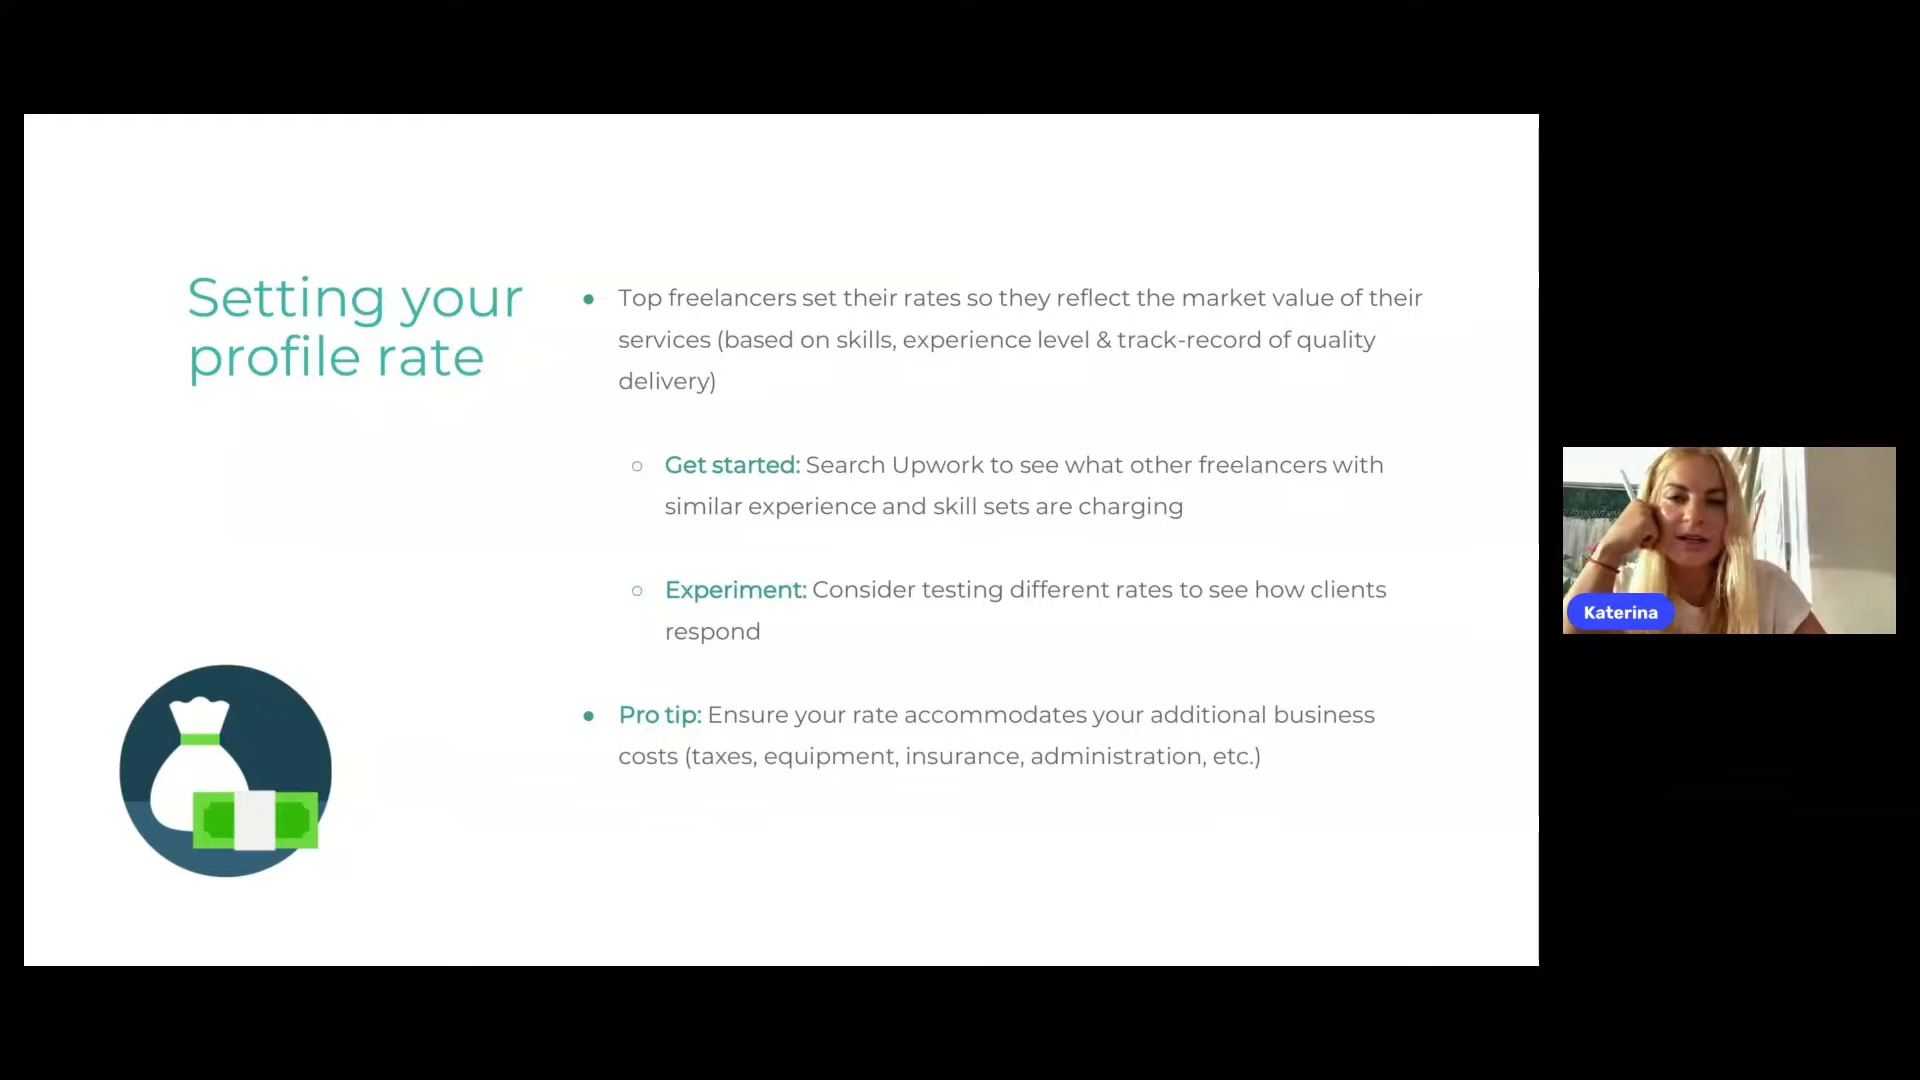 Setting your
profile rate
● Top freelancers set their rates so they reflect the market value of their
services (based on skills, experience level & track-record of quality
delivery)
○ Get started: Search Upwork to see what other freelancers with
similar experience and skill sets are charging
○ Experiment: Consider testing different rates to see how clients
respond
● Pro tip: Ensure your rate accommodates your additional business
costs (taxes, equipment, insurance, administration, etc.)
Katerina